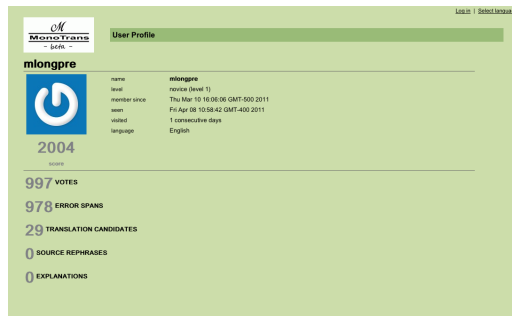 Log in | Select langua
M
MonoTrans
- beta -
User Profile
mlongpre
name mlongpre
level novice (level 1)
member since Thu Mar 10 16:06:06 GMT-500 2011
seen Fri Apr 08 10:58:42 GMT-400 2011
visited 1 consecutive days
language English
2004
score
997 VOTES
978 ERROR SPANS
29 TRANSLATION CANDIDATES
0 SOURCE REPHRASES
0 EXPLANATIONS